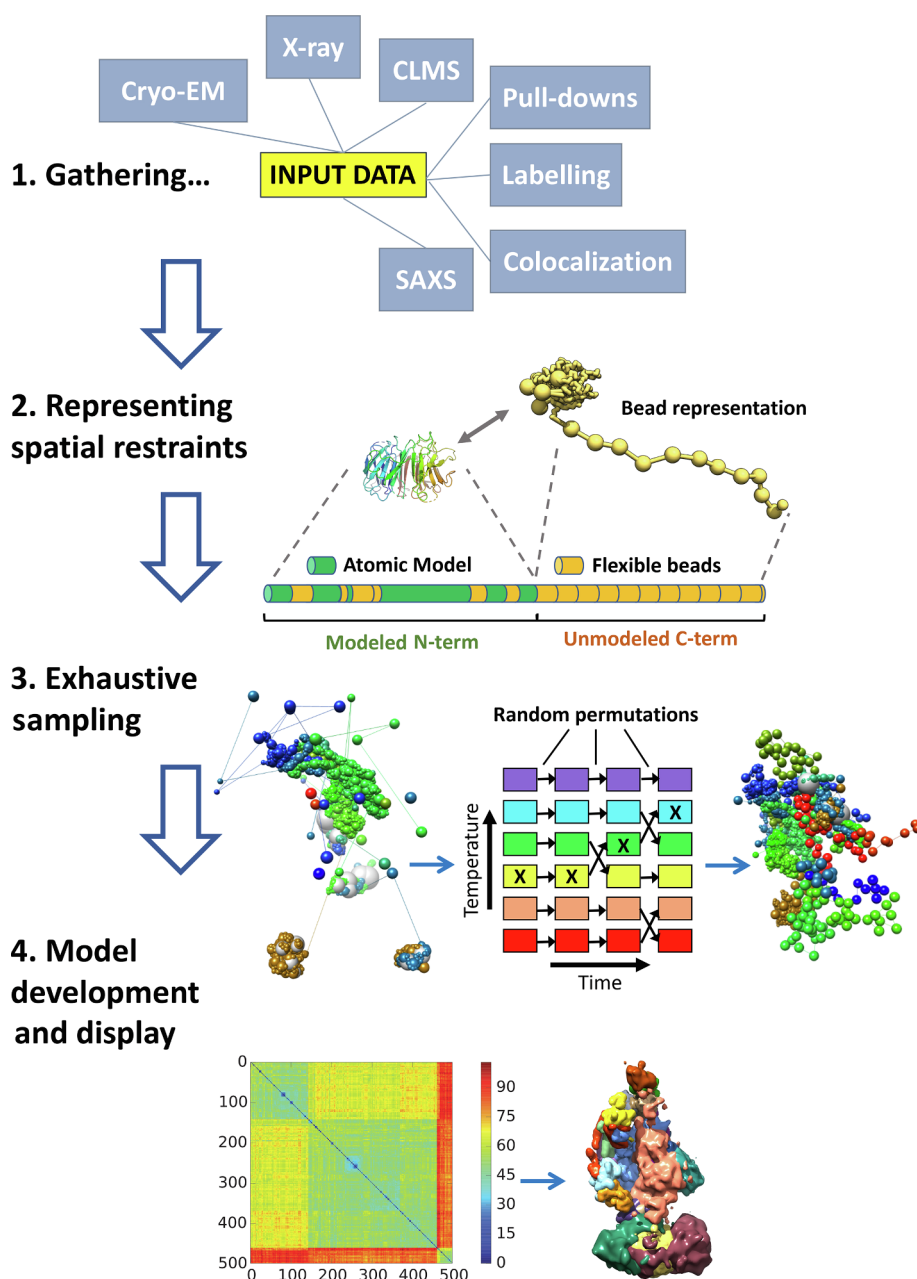 X-ray
CLMS
Cryo-EM
Pull-downs
1. Gathering...
INPUT DATA
Labelling
Colocalization
SAXS
2. Representing
spatial restraints
Bead representation
Atomic Model
Flexible beads
Modeled N-term
Unmodeled C-term
3. Exhaustive
sampling
Random permutations
Temperature
X
X
X
X
Time
4. Model
development
and display
0
100
200
300
400
500
0 100 200 300 400 500
90
75
60
45
30
15
0